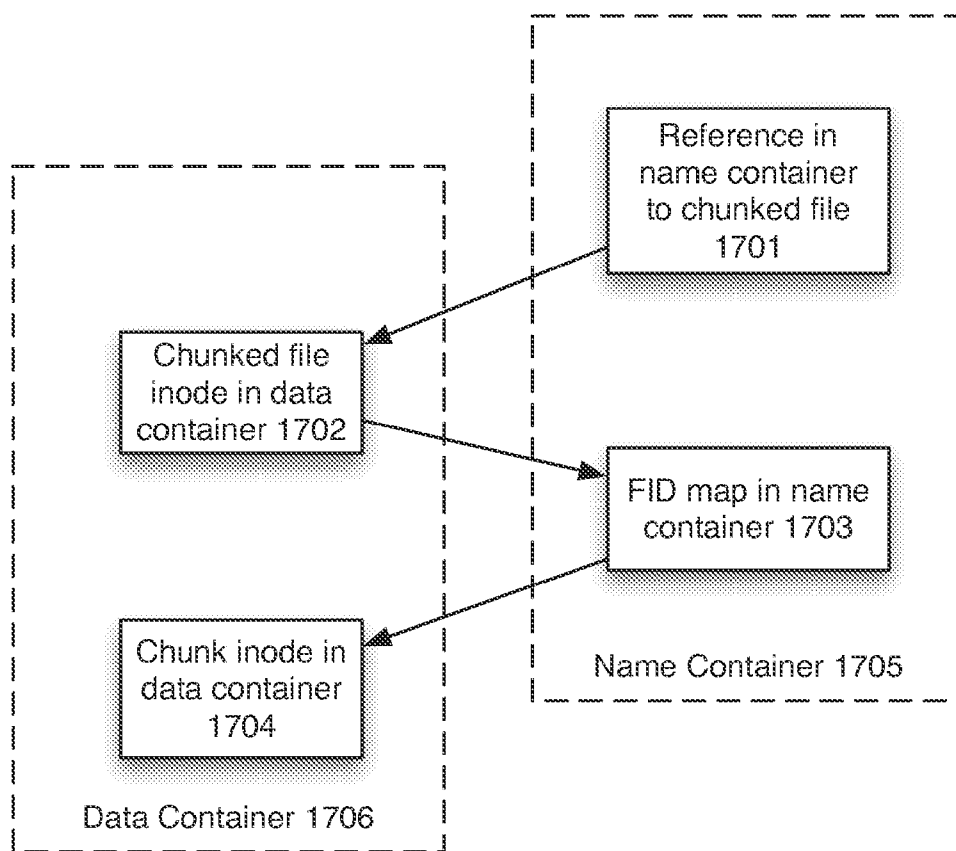 Reference in
name container
to chunked file
1701
Chunked file
inode in data
container 1702
FID map in name
container 1703
Chunk inode in
data container
1704
Name Container 1705
Data Container 1706